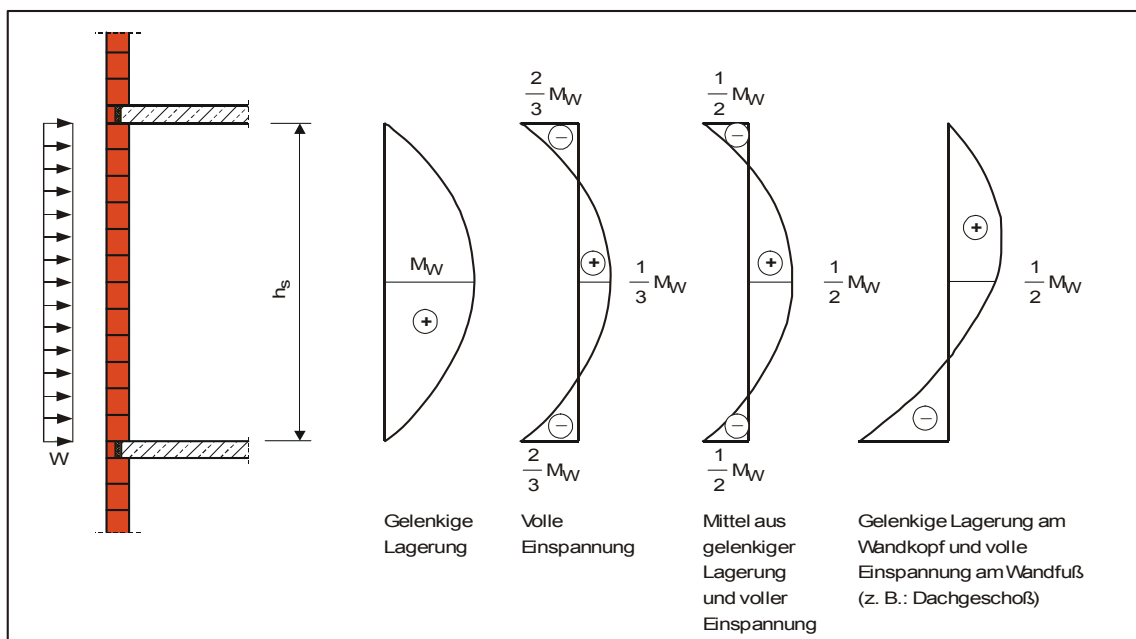 2/3 M_W
1/2 M_W
−
−
+
+
M_W
h_s
1/3 M_W
1/2 M_W
1/2 M_W
+
+
−
−
−
W
2/3 M_W
1/2 M_W
Gelenkige
Lagerung
Volle
Einspannung
Mittel aus
gelenkiger
Lagerung
und voller
Einspannung
Gelenkige Lagerung am
Wandkopf und volle
Einspannung am Wandfuß
(z. B.: Dachgeschoß)